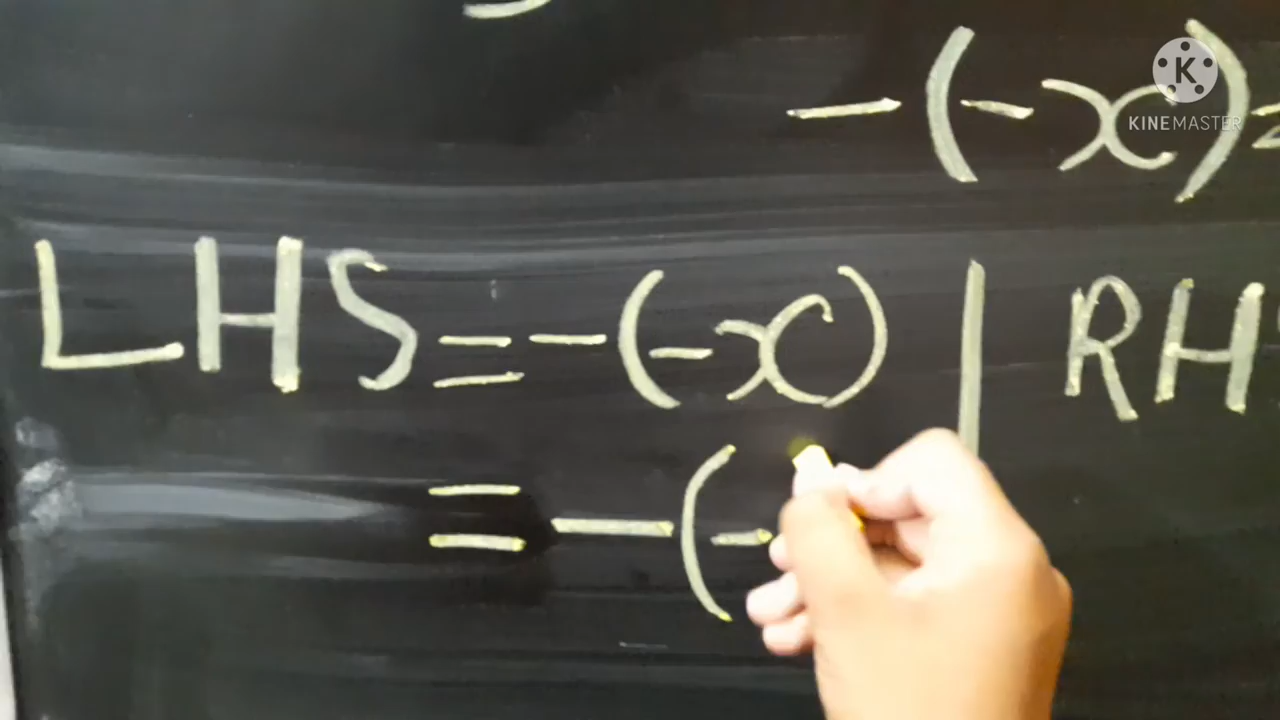 -(-x)=
KINEMASTER
LHS = -(-x) | RH
= -(-